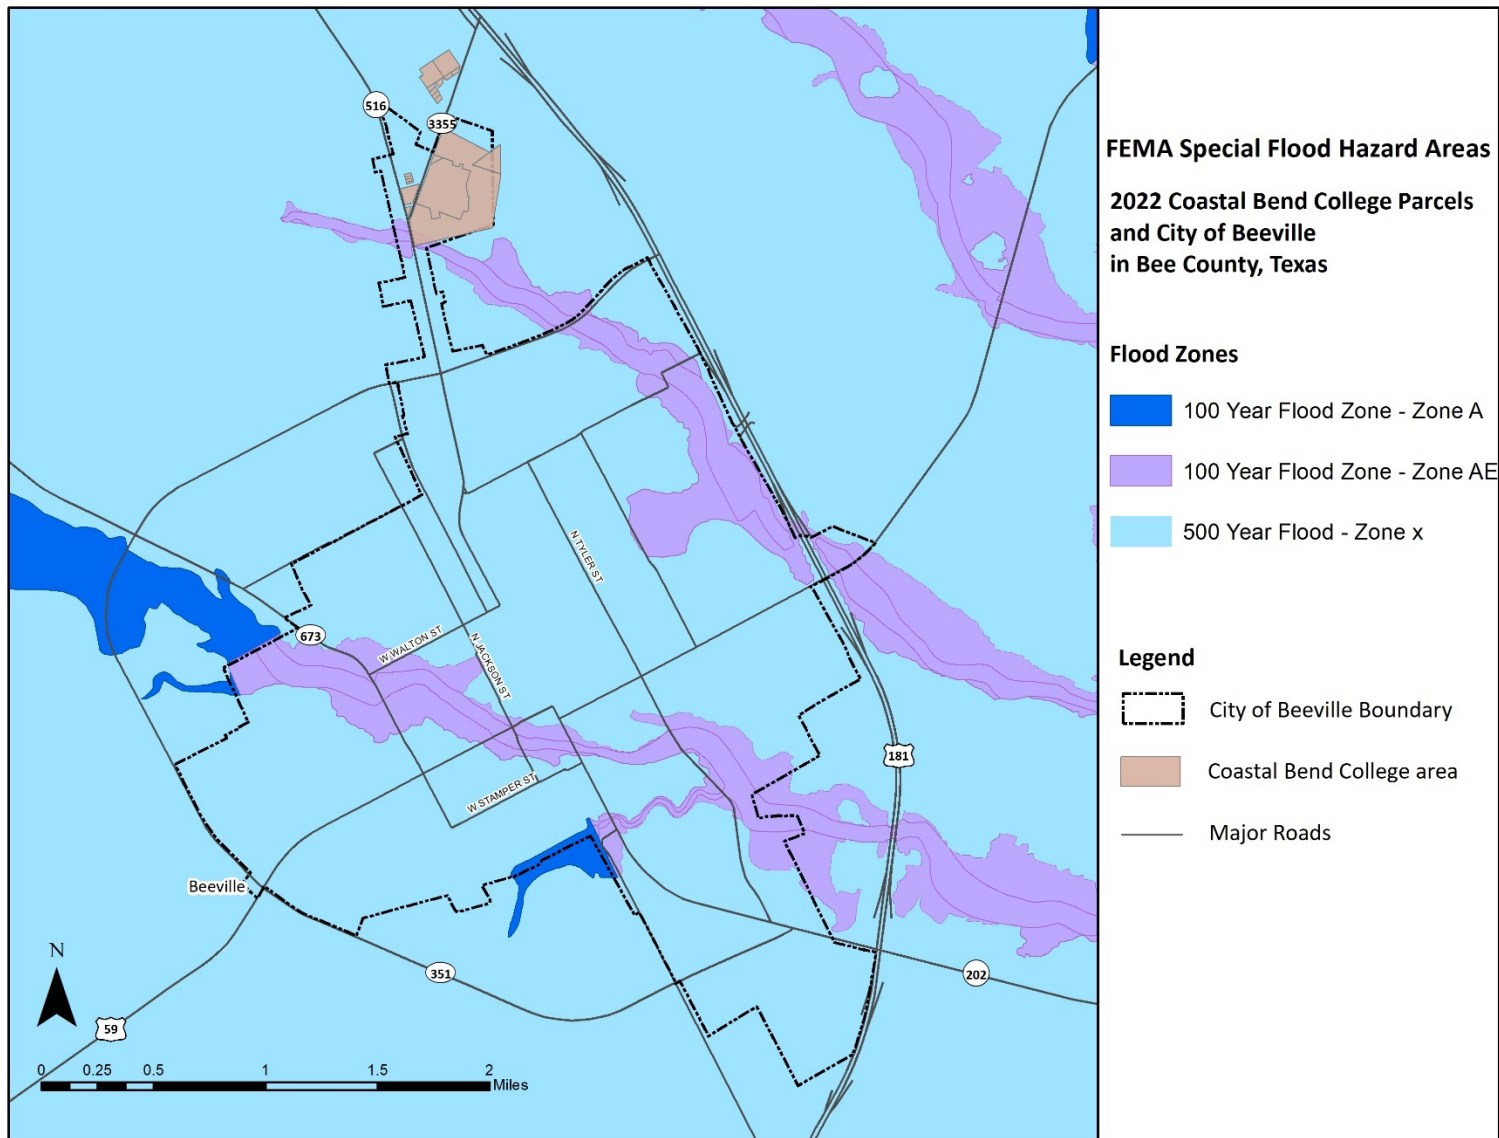 516
3355
N TYLER ST
673
W WALTON ST
N JACKSON ST
W STAMPER ST
181
Beeville
351
202
59
N
0 0.25 0.5 1 1.5 2
Miles
FEMA Special Flood Hazard Areas
2022 Coastal Bend College Parcels
and City of Beeville
in Bee County, Texas
Flood Zones
100 Year Flood Zone - Zone A
100 Year Flood Zone - Zone AE
500 Year Flood - Zone x
Legend
City of Beeville Boundary
Coastal Bend College area
Major Roads